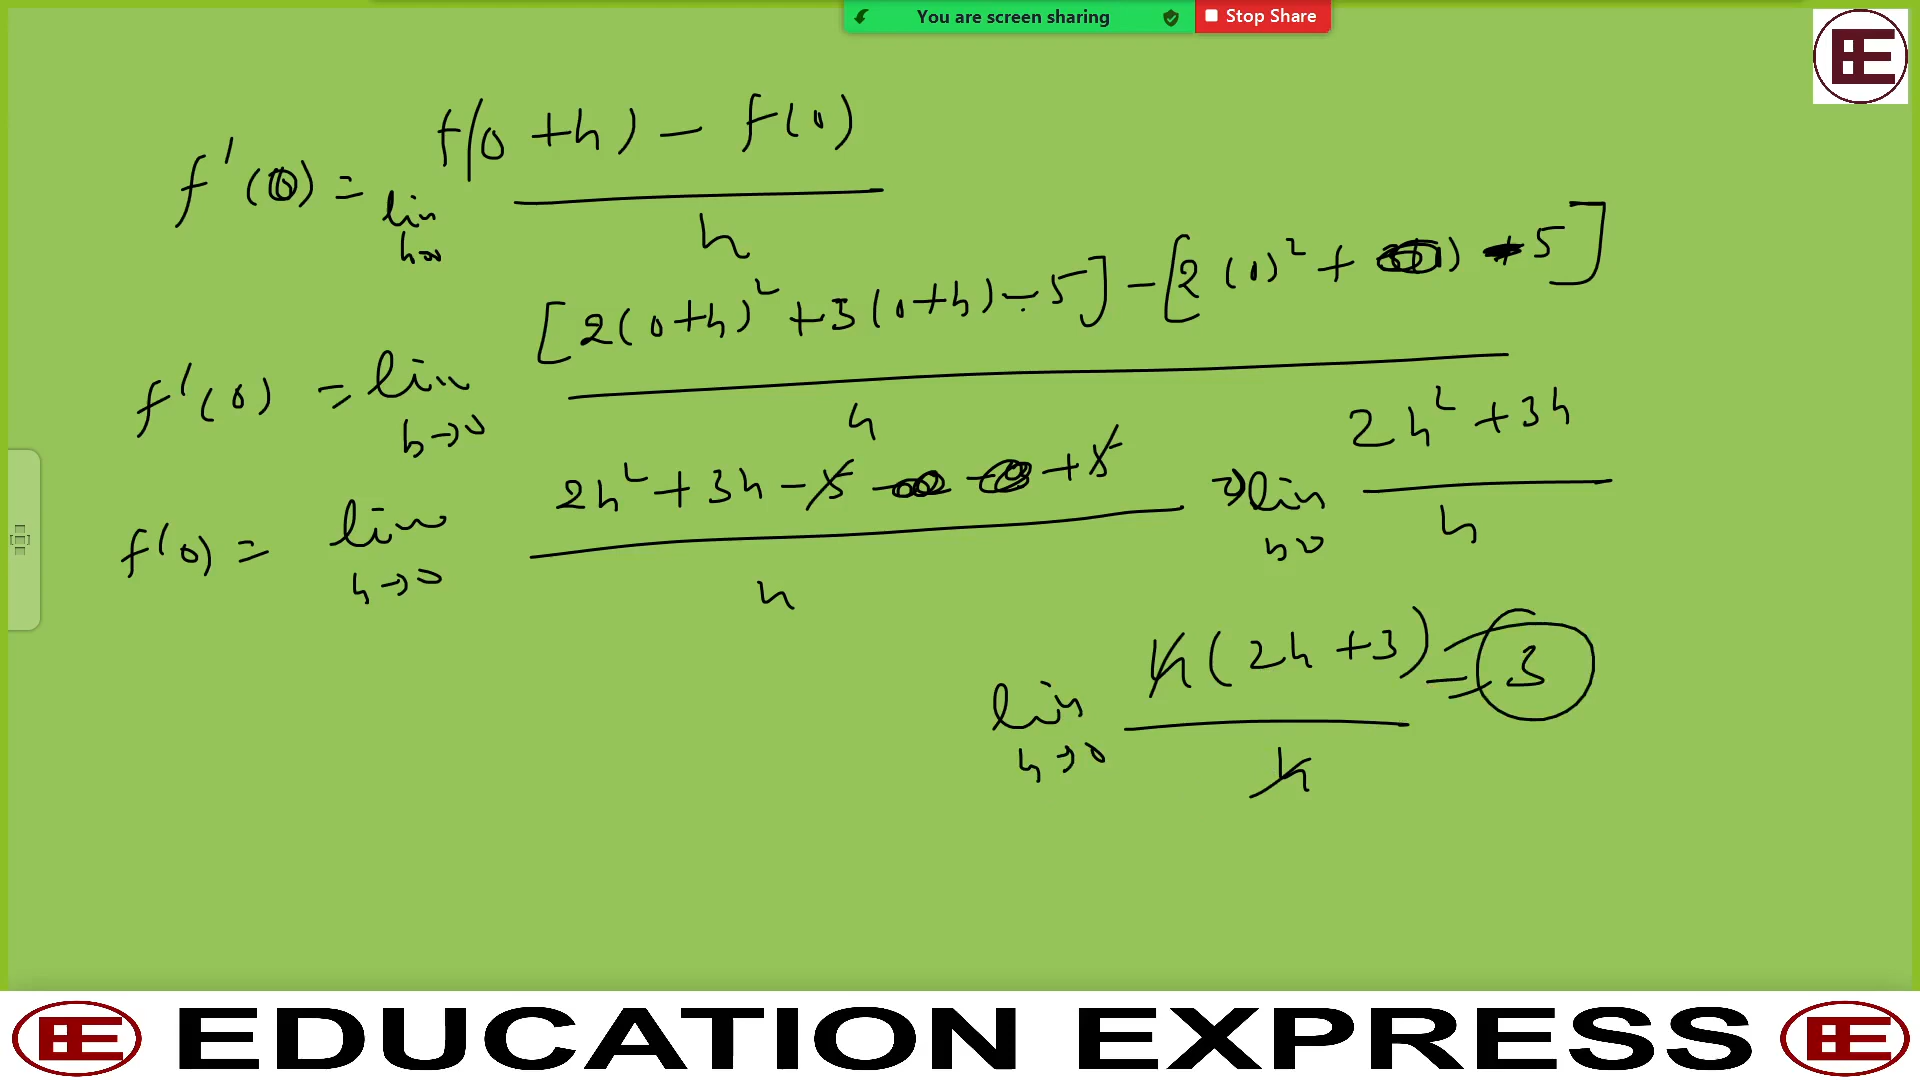 You are screen sharing Stop Share
f'(0) = lim h→0 f(0+h) − f(0) / h
f'(0) = lim h→0 [2(0+h)² + 3(0+h) − 5] − [2(0)² + ) − 5] / h
f'(0) = lim h→0 2h² + 3h − 5 + 5 / h ⇒ lim h→0 2h² + 3h / h
lim h→0 h(2h + 3) / h = 3
EDUCATION EXPRESS